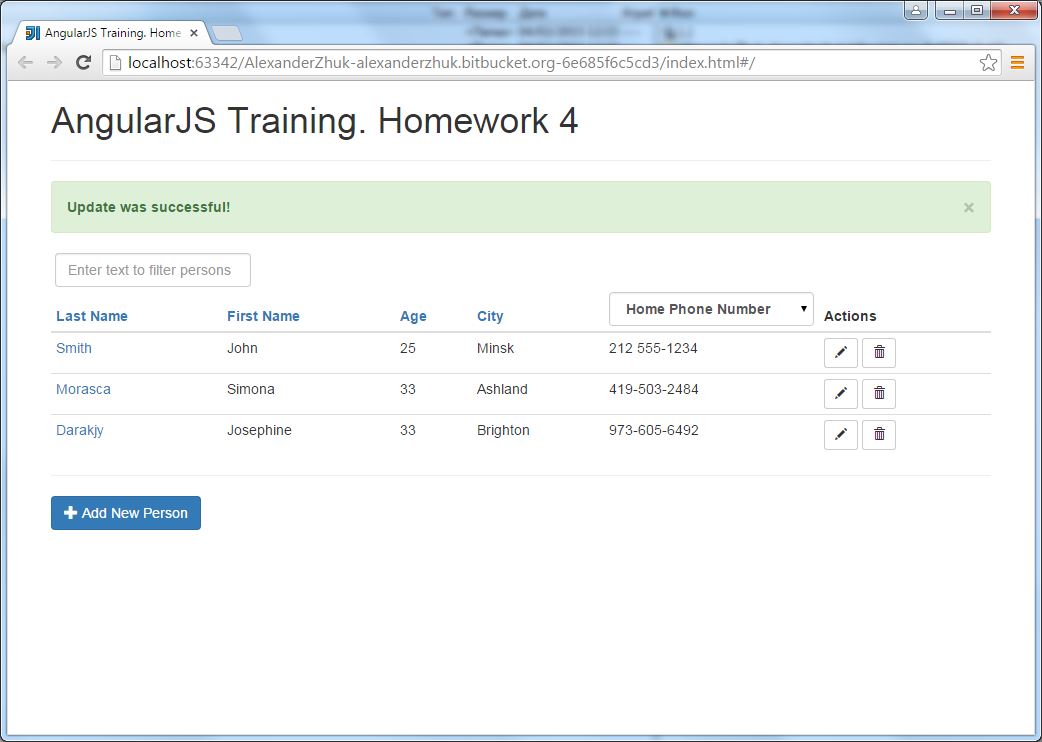 AngularJS Training. Home
localhost:63342/AlexanderZhuk-alexanderzhuk.bitbucket.org-6e685f6c5cd3/index.html#/
AngularJS Training. Homework 4
Update was successful! ×
Enter text to filter persons
Last Name First Name Age City Home Phone Number Actions
Smith John 25 Minsk 212 555-1234
Morasca Simona 33 Ashland 419-503-2484
Darakjy Josephine 33 Brighton 973-605-6492
Add New Person